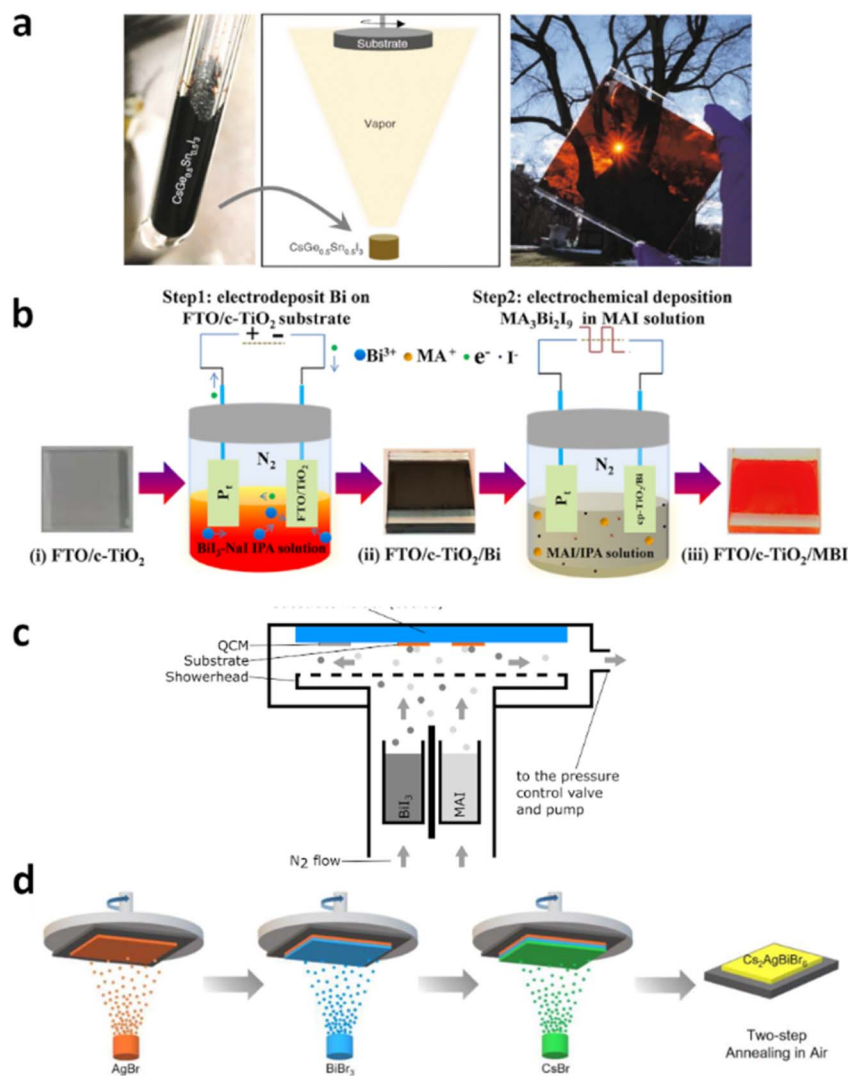 a
CsGe0.5Sn0.5I3
Substrate
Vapor
CsGe0.5Sn0.5I3
b
Step1: electrodeposit Bi on
FTO/c-TiO2 substrate
Step2: electrochemical deposition
MA3Bi2I9 in MAI solution
+ -
Bi3+ MA+ e- · I-
N2
Pt
FTO/TiO2
BiI3-NaI IPA solution
N2
Pt
cp-TiO2/Bi
MAI/IPA solution
(i) FTO/c-TiO2
(ii) FTO/c-TiO2/Bi
(iii) FTO/c-TiO2/MBI
c
QCM
Substrate
Showerhead
BiI3
MAI
to the pressure
control valve
and pump
N2 flow
d
AgBr
BiBr3
CsBr
Cs2AgBiBr6
Two-step
Annealing in Air